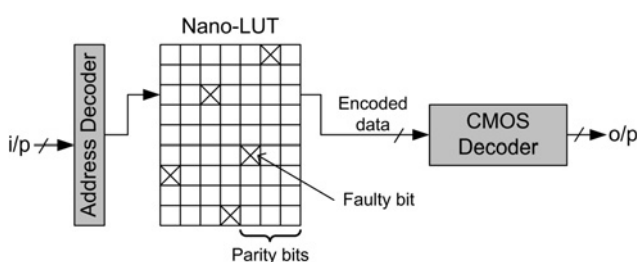 Nano-LUT
i/p
Address Decoder
Encoded
data
CMOS
Decoder
o/p
Faulty bit
Parity bits